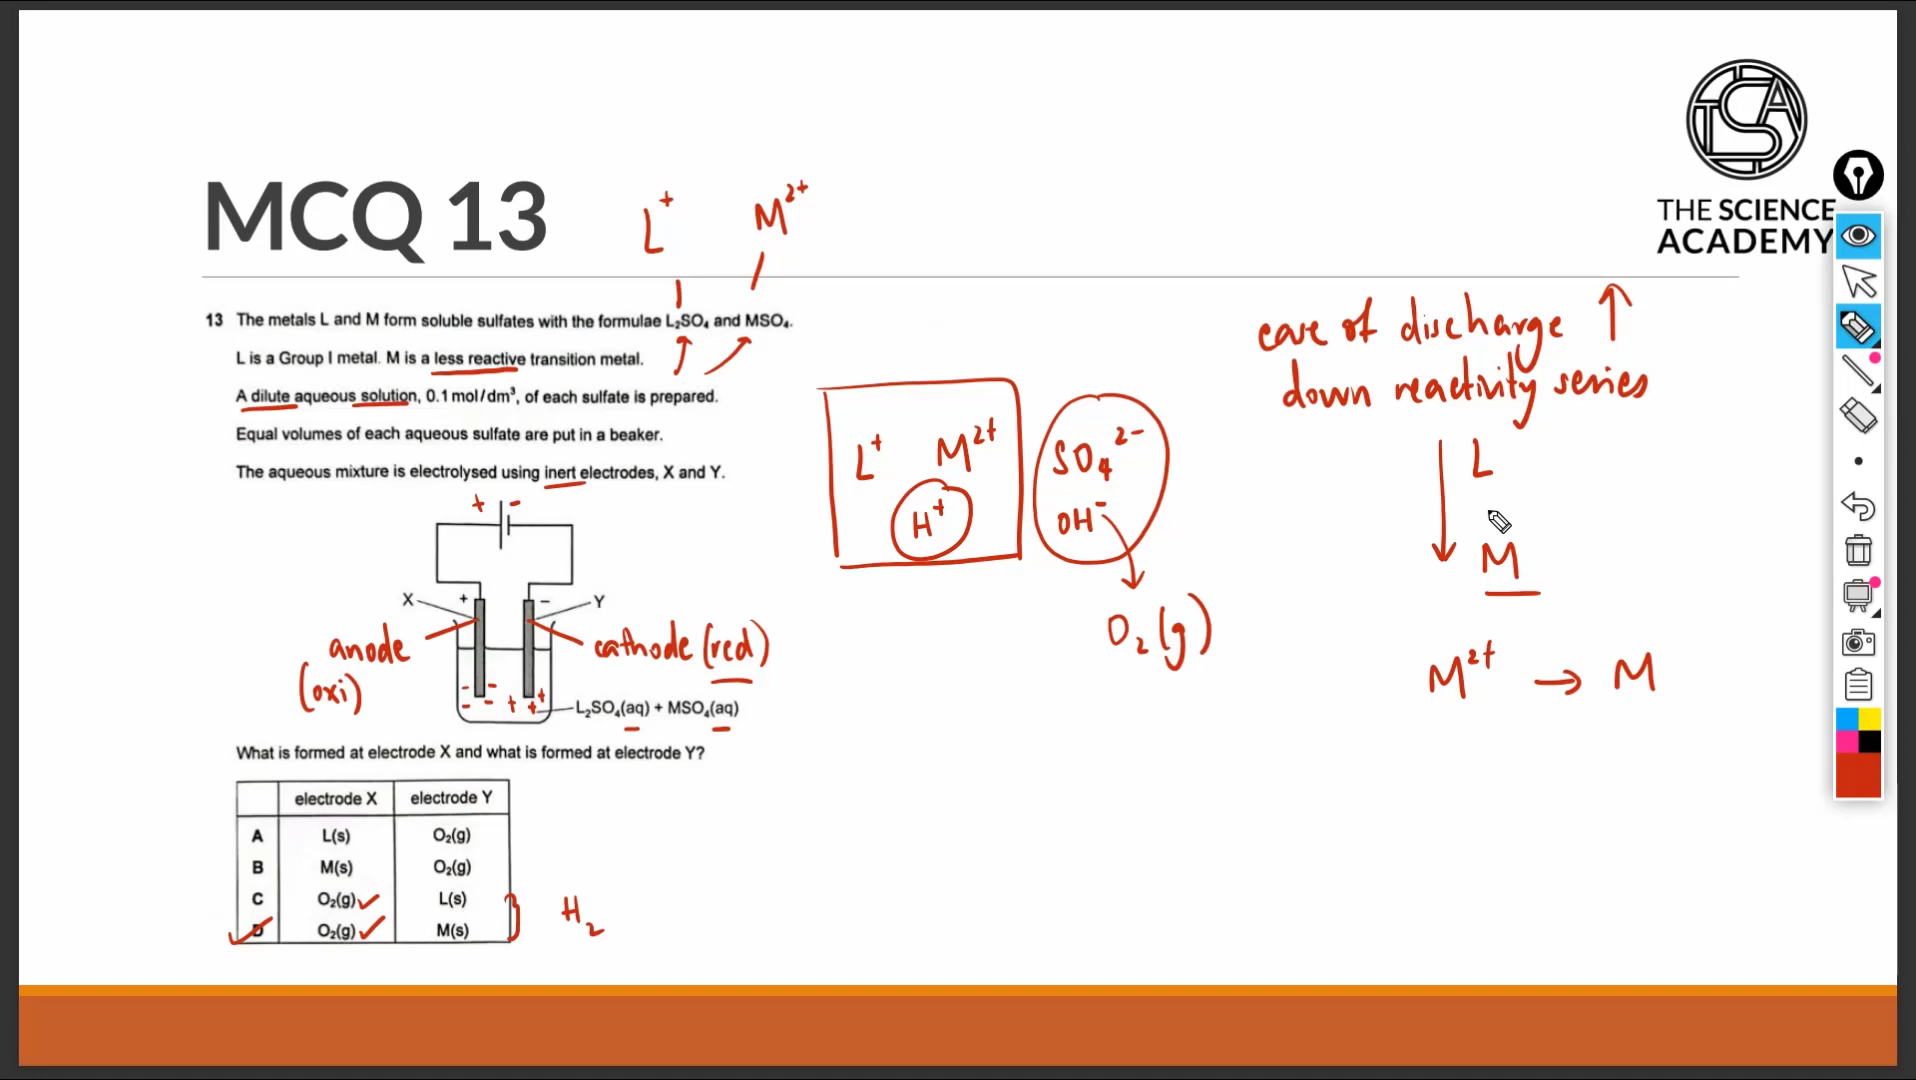 THE SCIENCE
ACADEMY
MCQ 13
L+
M2+
13 The metals L and M form soluble sulfates with the formulae L₂SO₄ and MSO₄.
L is a Group I metal. M is a less reactive transition metal.
A dilute aqueous solution, 0.1 mol/dm³, of each sulfate is prepared.
Equal volumes of each aqueous sulfate are put in a beaker.
The aqueous mixture is electrolysed using inert electrodes, X and Y.
+ -
X + - Y
anode
(oxi)
cathode (red)
L₂SO₄(aq) + MSO₄(aq)
What is formed at electrode X and what is formed at electrode Y?
electrode X electrode Y
A L(s) O₂(g)
B M(s) O₂(g)
C O₂(g) L(s)
D O₂(g) M(s)
H₂
L+ M2+
H+
SO₄2-
OH-
O₂(g)
ease of discharge ↑
down reactivity series
L
M
M2+ → M